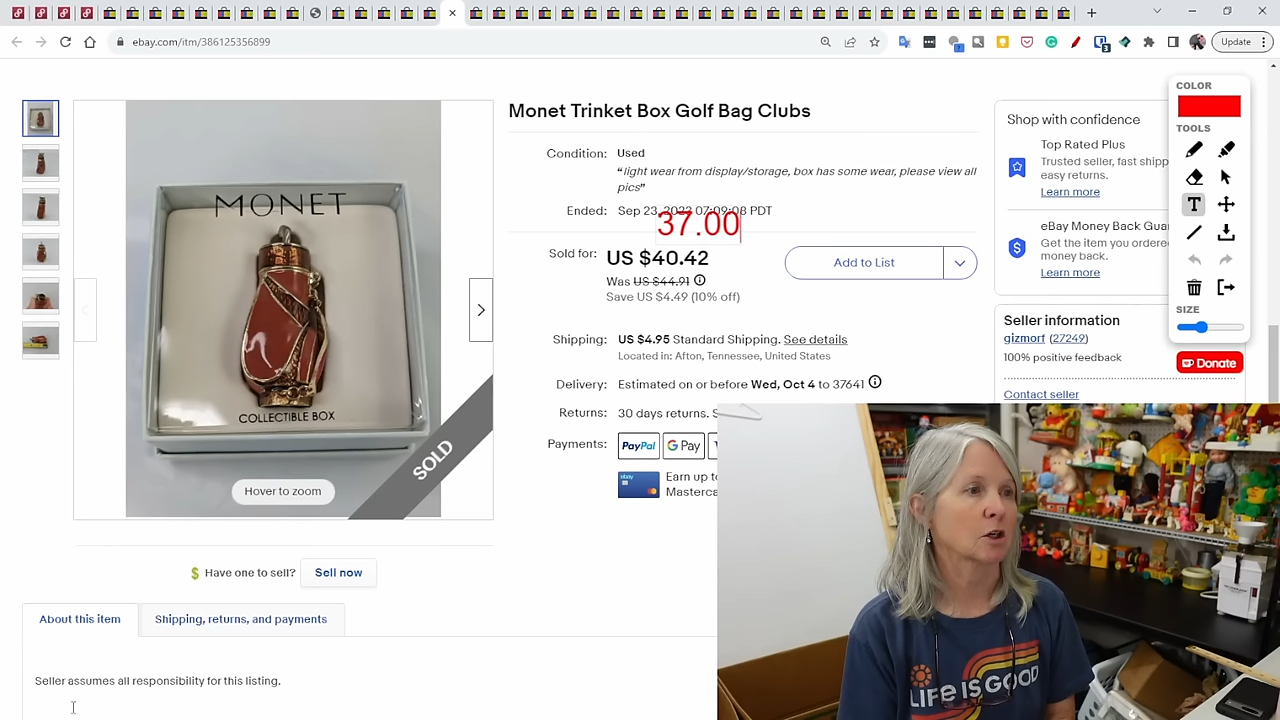 ebay.com/itm/386125356899
Update
Monet Trinket Box Golf Bag Clubs
Condition:
Used
“light wear from display/storage, box has some wear, please view all
pics”
Ended:
Sep 23, 2023 07:09:08 PDT
37.00
Sold for:
US $40.42
Was US $44.91
Save US $4.49 (10% off)
Add to List
Shipping:
US $4.95 Standard Shipping. See details
Located in: Afton, Tennessee, United States
Delivery:
Estimated on or before Wed, Oct 4 to 37641
Returns:
30 days returns. S
Payments:
PayPal
G Pay
ebay
Earn up to
Masterca
MONET
COLLECTIBLE BOX
SOLD
Hover to zoom
Have one to sell?
Sell now
About this item
Shipping, returns, and payments
Seller assumes all responsibility for this listing.
Shop with confidence
Top Rated Plus
Trusted seller, fast shipp
easy returns.
Learn more
eBay Money Back Gua
Get the item you ordere
money back.
Learn more
Seller information
gizmorf (27249)
100% positive feedback
Contact seller
COLOR
TOOLS
T
SIZE
Donate
LIFE IS GOOD